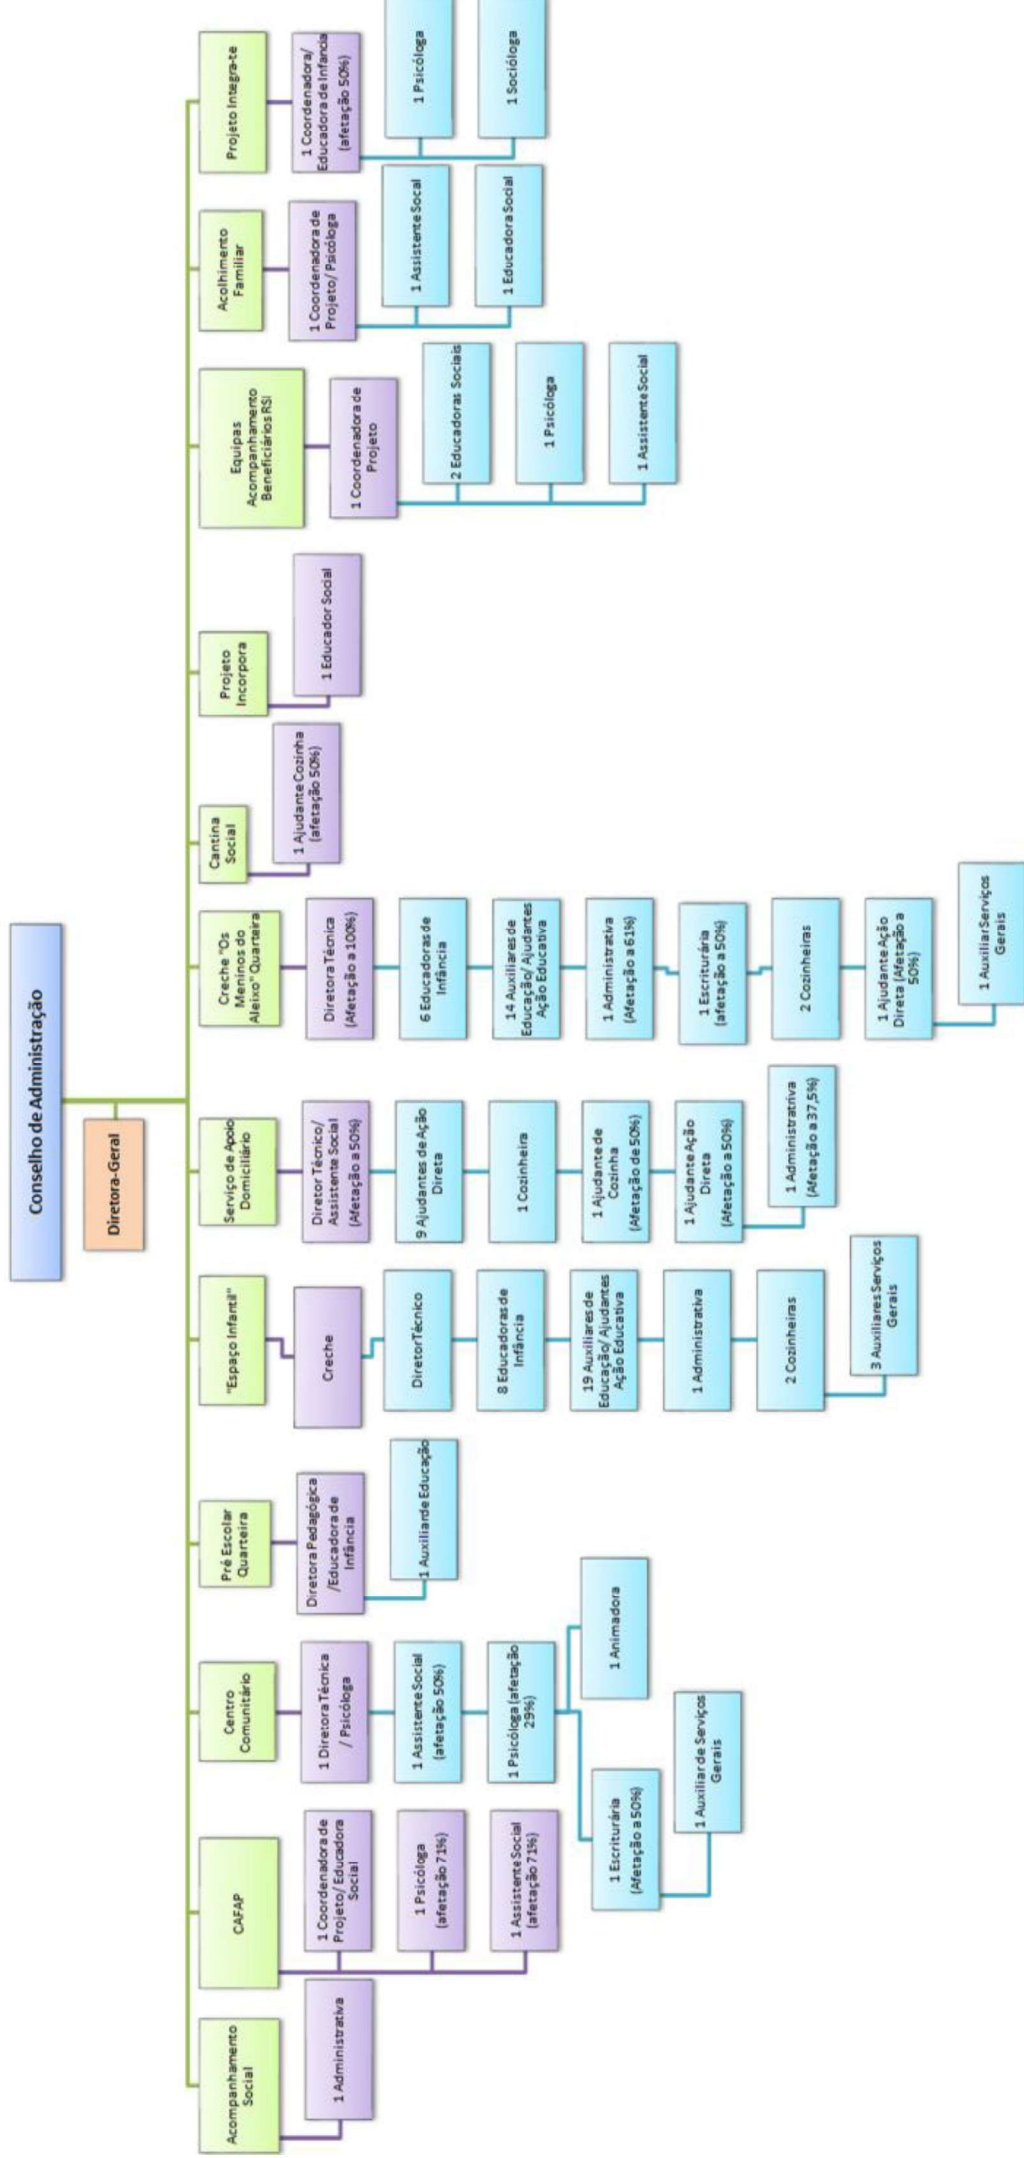 Conselho de Administração
Diretora-Geral
Acompanhamento
Social
1 Administrativa
CAFAP
1 Coordenadora de
Projeto/ Educadora
Social
1 Psicóloga
(afetação 71%)
1 Assistente Social
(afetação 71%)
Centro
Comunitário
1 Diretora Técnica
/ Psicóloga
1 Assistente Social
(afetação 50%)
1 Psicóloga (afetação
29%)
1 Escriturária
(Afetação a 50%)
1 Auxiliar de Serviços
Gerais
1 Animadora
Pré Escolar
Quarteira
Diretora Pedagógica
/Educadora de
Infância
1 Auxiliar de Educação
"Espaço Infantil"
Creche
Diretor Técnico
8 Educadoras de
Infância
19 Auxiliares de
Educação/ Ajudantes
Ação Educativa
1 Administrativa
2 Cozinheiras
3 Auxiliares Serviços
Gerais
Serviço de Apoio
Domiciliário
Diretor Técnico/
Assistente Social
(Afetação a 50%)
9 Ajudantes de Ação
Direta
1 Cozinheira
1 Ajudante de
Cozinha
(Afetação de 50%)
1 Ajudante Ação
Direta
(Afetação a 50%)
1 Administratriva
(Afetação a 37,5%)
Creche "Os
Meninos do
Aleixo" Quarteira
Diretora Técnica
(Afetação a 100%)
6 Educadoras de
Infância
14 Auxiliares de
Educação/ Ajudantes
Ação Educativa
1 Administrativa
(Afetação a 61%)
1 Escriturária
(afetação a 50%)
2 Cozinheiras
1 Ajudante Ação
Direta (Afetação a
50%)
1 Auxiliar Serviços
Gerais
Cantina
Social
1 Ajudante Cozinha
(afetação 50%)
Projeto
Incorpora
1 Educador Social
Equipas
Acompanhamento
Beneficiários RSI
1 Coordenadora de
Projeto
2 Educadoras Sociais
1 Psicóloga
1 Assistente Social
Acolhimento
Familiar
1 Coordenadora de
Projeto/ Psicóloga
1 Assistente Socal
1 Educadora Social
Projeto Integra-te
1 Coordenadora/
Educadora de Infancia
(afetação 50%)
1 Psicóloga
1 Socióloga